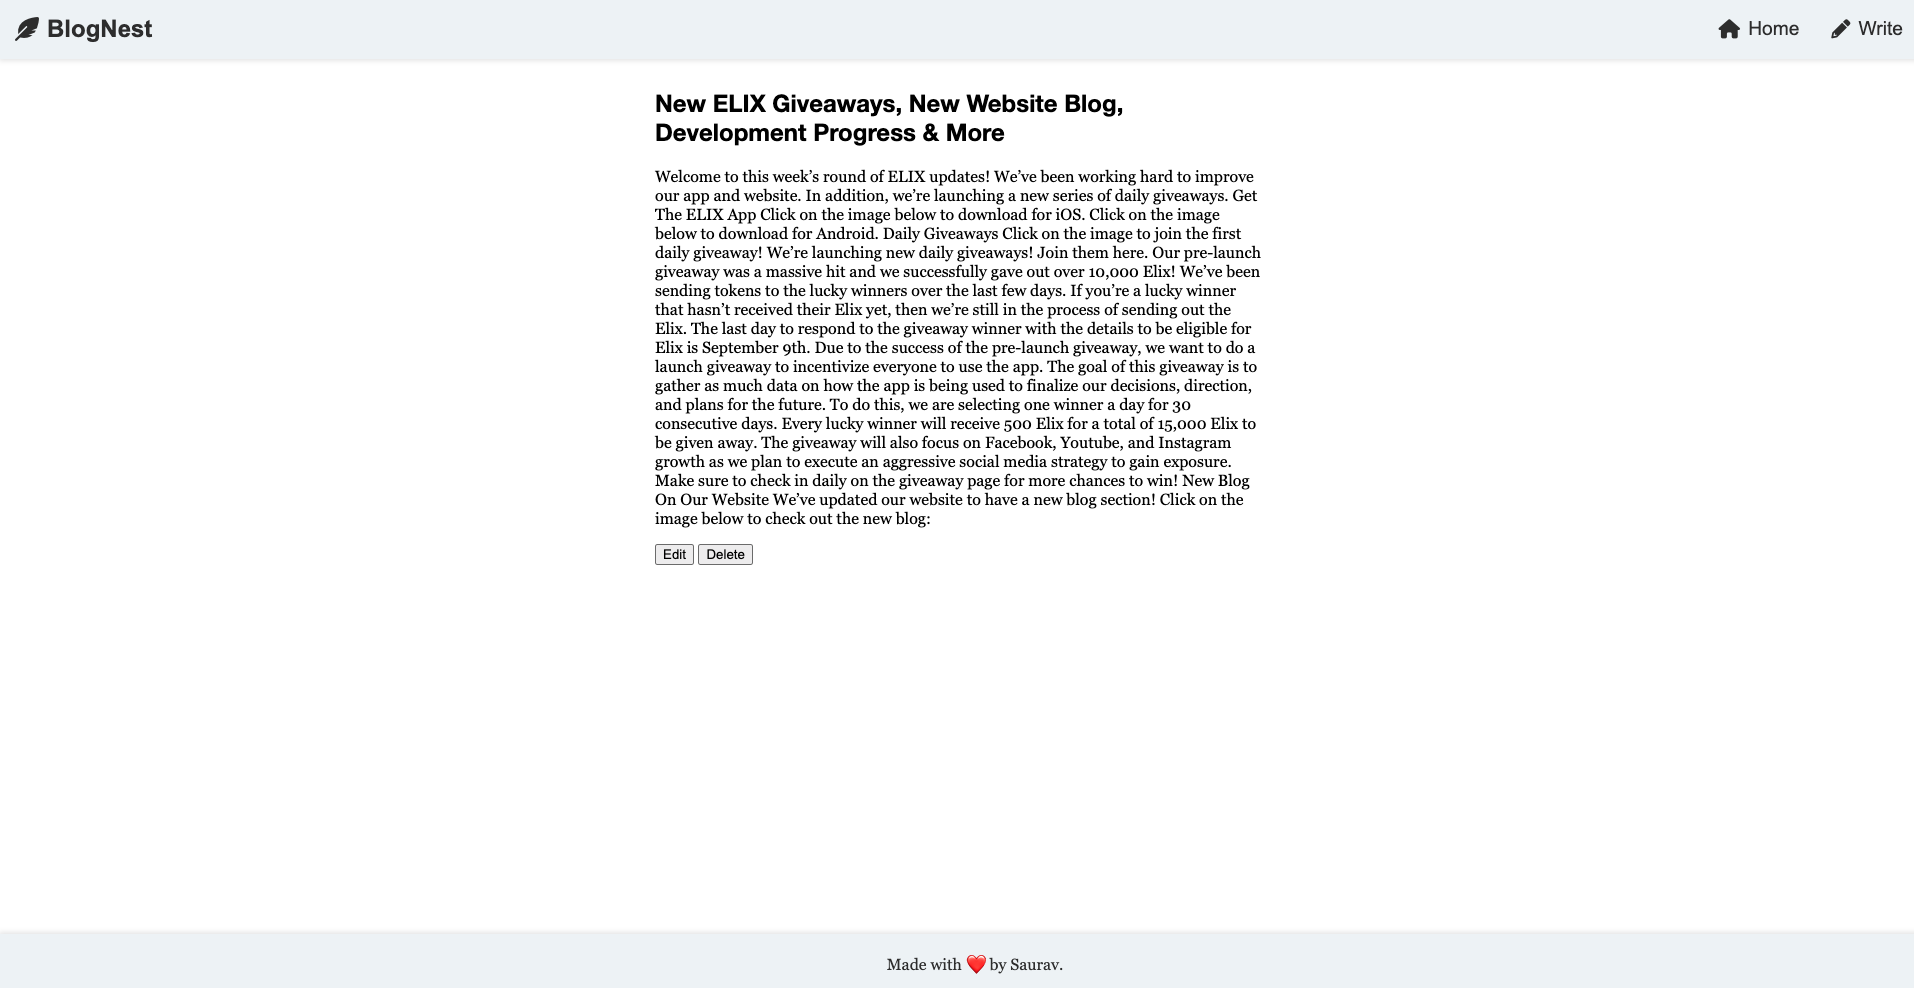 BlogNest
Home
Write
New ELIX Giveaways, New Website Blog,
Development Progress & More
Welcome to this week’s round of ELIX updates! We’ve been working hard to improve
our app and website. In addition, we’re launching a new series of daily giveaways. Get
The ELIX App Click on the image below to download for iOS. Click on the image
below to download for Android. Daily Giveaways Click on the image to join the first
daily giveaway! We’re launching new daily giveaways! Join them here. Our pre-launch
giveaway was a massive hit and we successfully gave out over 10,000 Elix! We’ve been
sending tokens to the lucky winners over the last few days. If you’re a lucky winner
that hasn’t received their Elix yet, then we’re still in the process of sending out the
Elix. The last day to respond to the giveaway winner with the details to be eligible for
Elix is September 9th. Due to the success of the pre-launch giveaway, we want to do a
launch giveaway to incentivize everyone to use the app. The goal of this giveaway is to
gather as much data on how the app is being used to finalize our decisions, direction,
and plans for the future. To do this, we are selecting one winner a day for 30
consecutive days. Every lucky winner will receive 500 Elix for a total of 15,000 Elix to
be given away. The giveaway will also focus on Facebook, Youtube, and Instagram
growth as we plan to execute an aggressive social media strategy to gain exposure.
Make sure to check in daily on the giveaway page for more chances to win! New Blog
On Our Website We’ve updated our website to have a new blog section! Click on the
image below to check out the new blog:
Edit Delete
Made with ❤️ by Saurav.